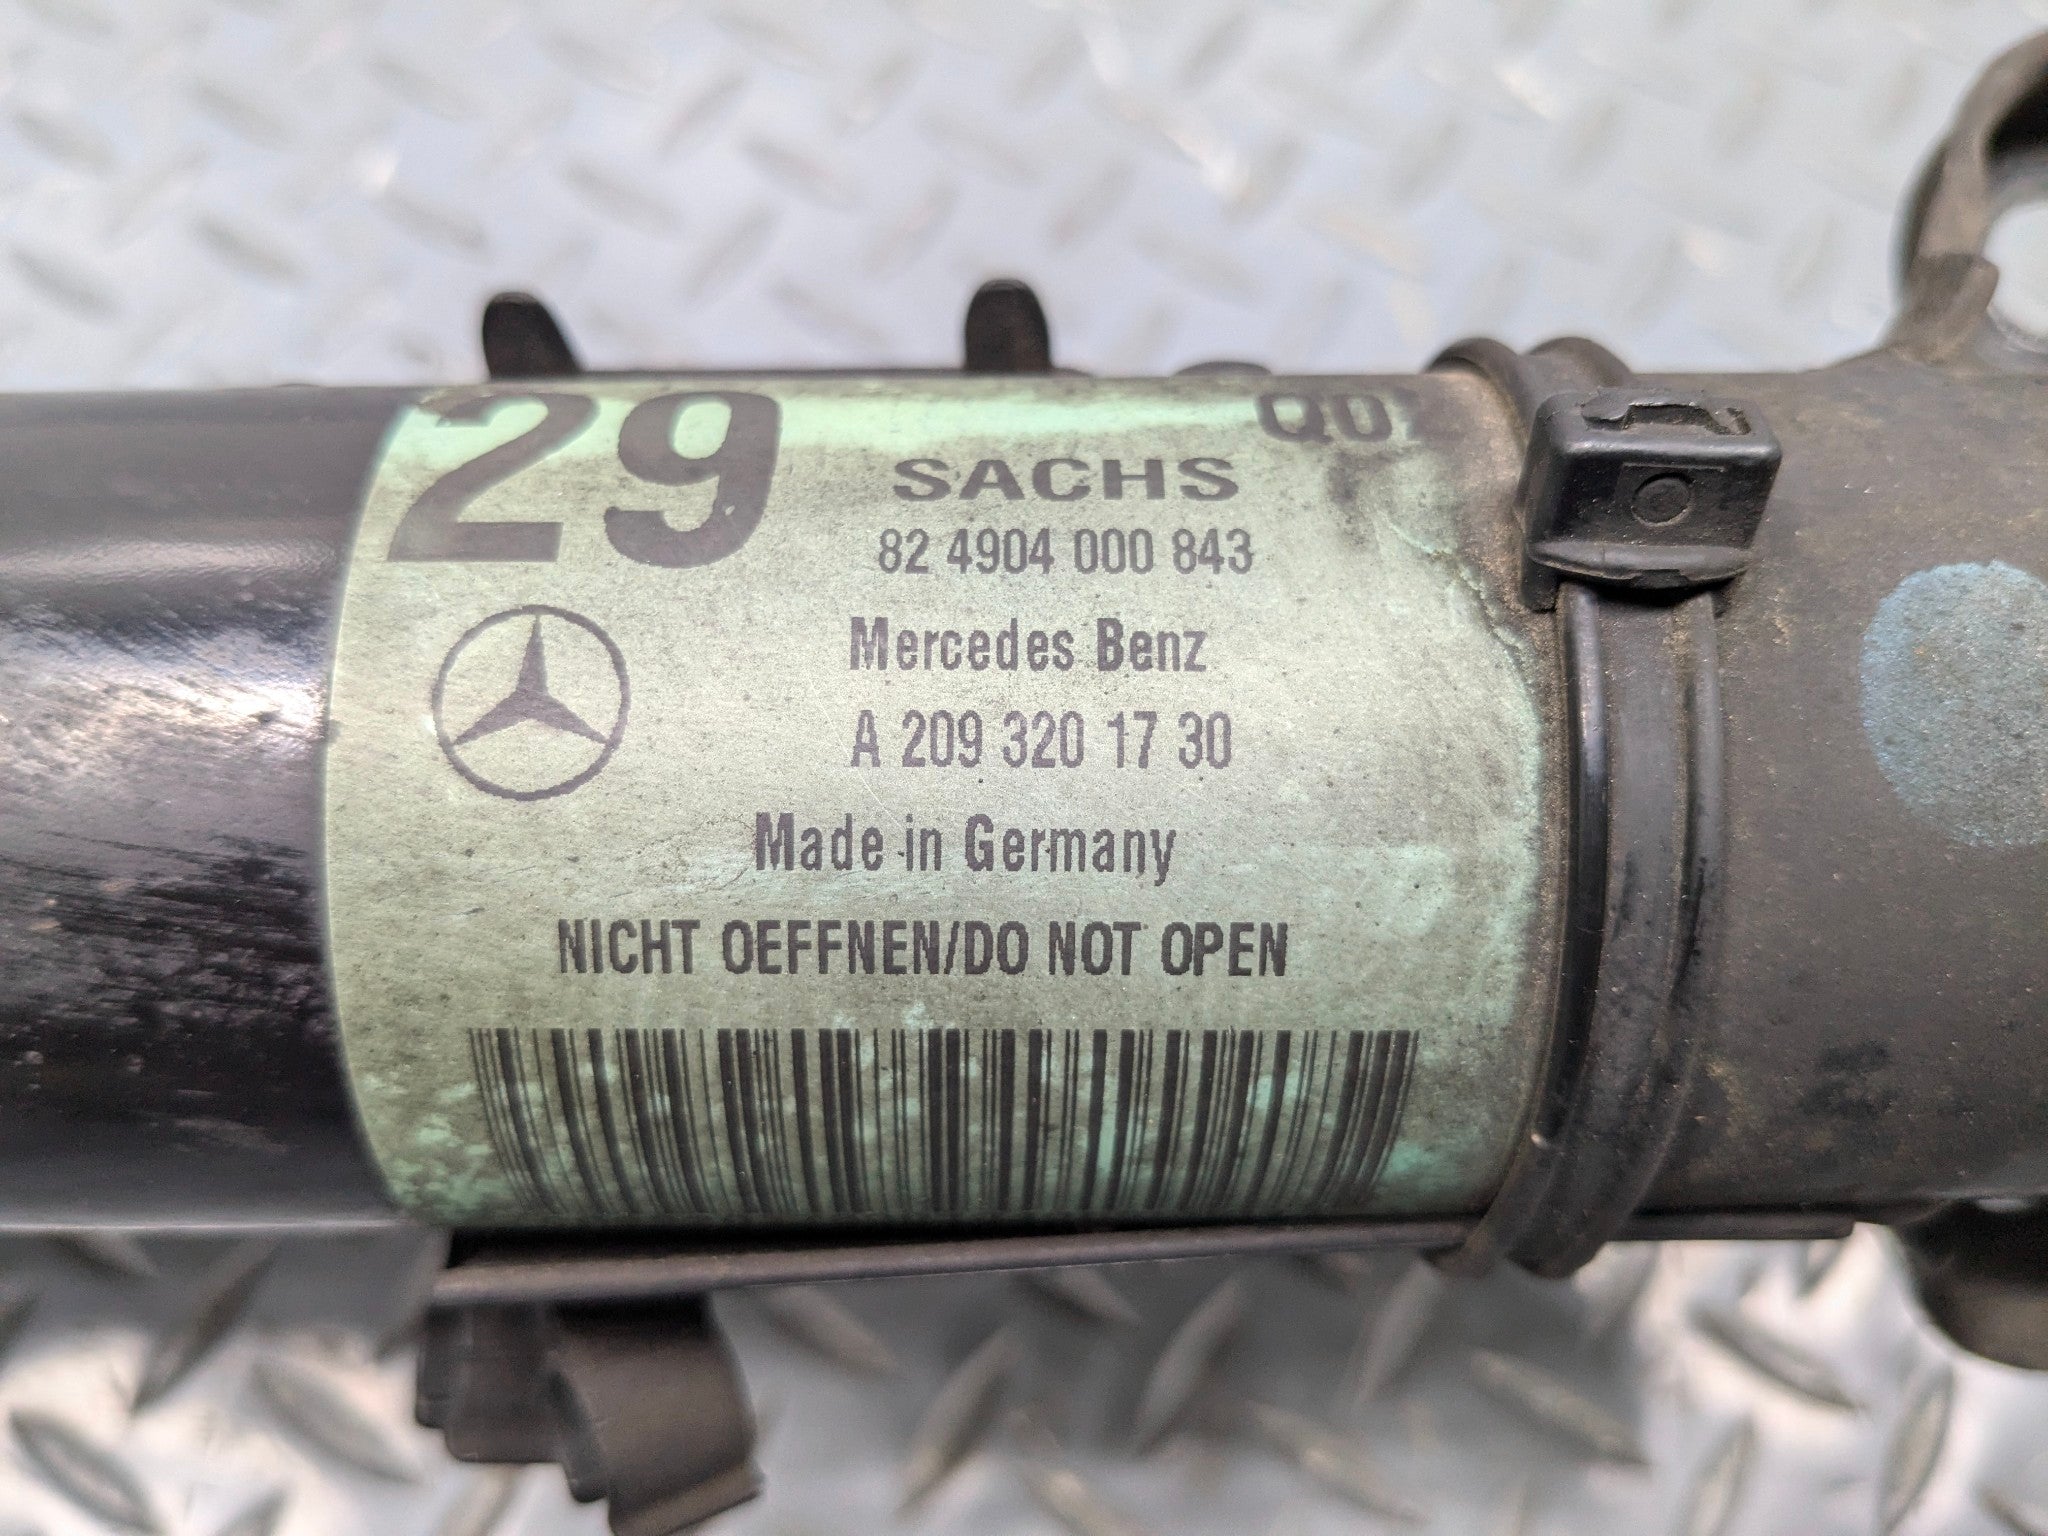 29
SACHS
82 4904 000 843
Mercedes Benz
A 209 320 17 30
Made in Germany
NICHT OEFFNEN/DO NOT OPEN